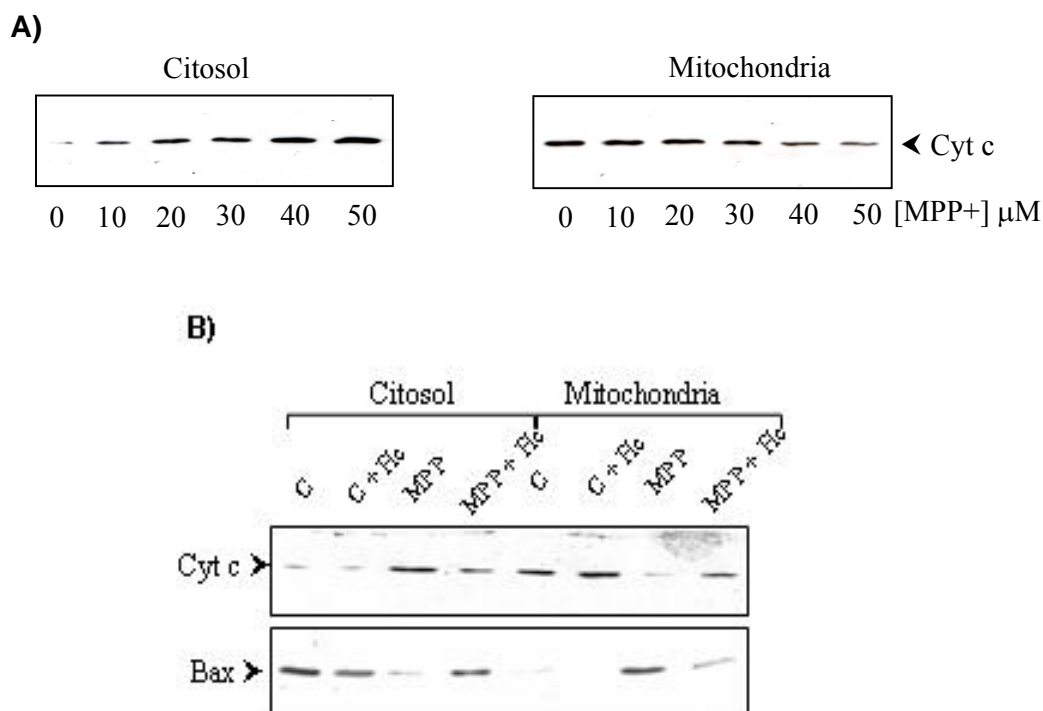 A)
Citosol
Mitochondria
Cyt c
0 10 20 30 40 50
0 10 20 30 40 50 [MPP+] μM
B)
Citosol Mitochondria
C C + Hc MPP MPP + Hc C C + Hc MPP MPP + Hc
Cyt c
Bax